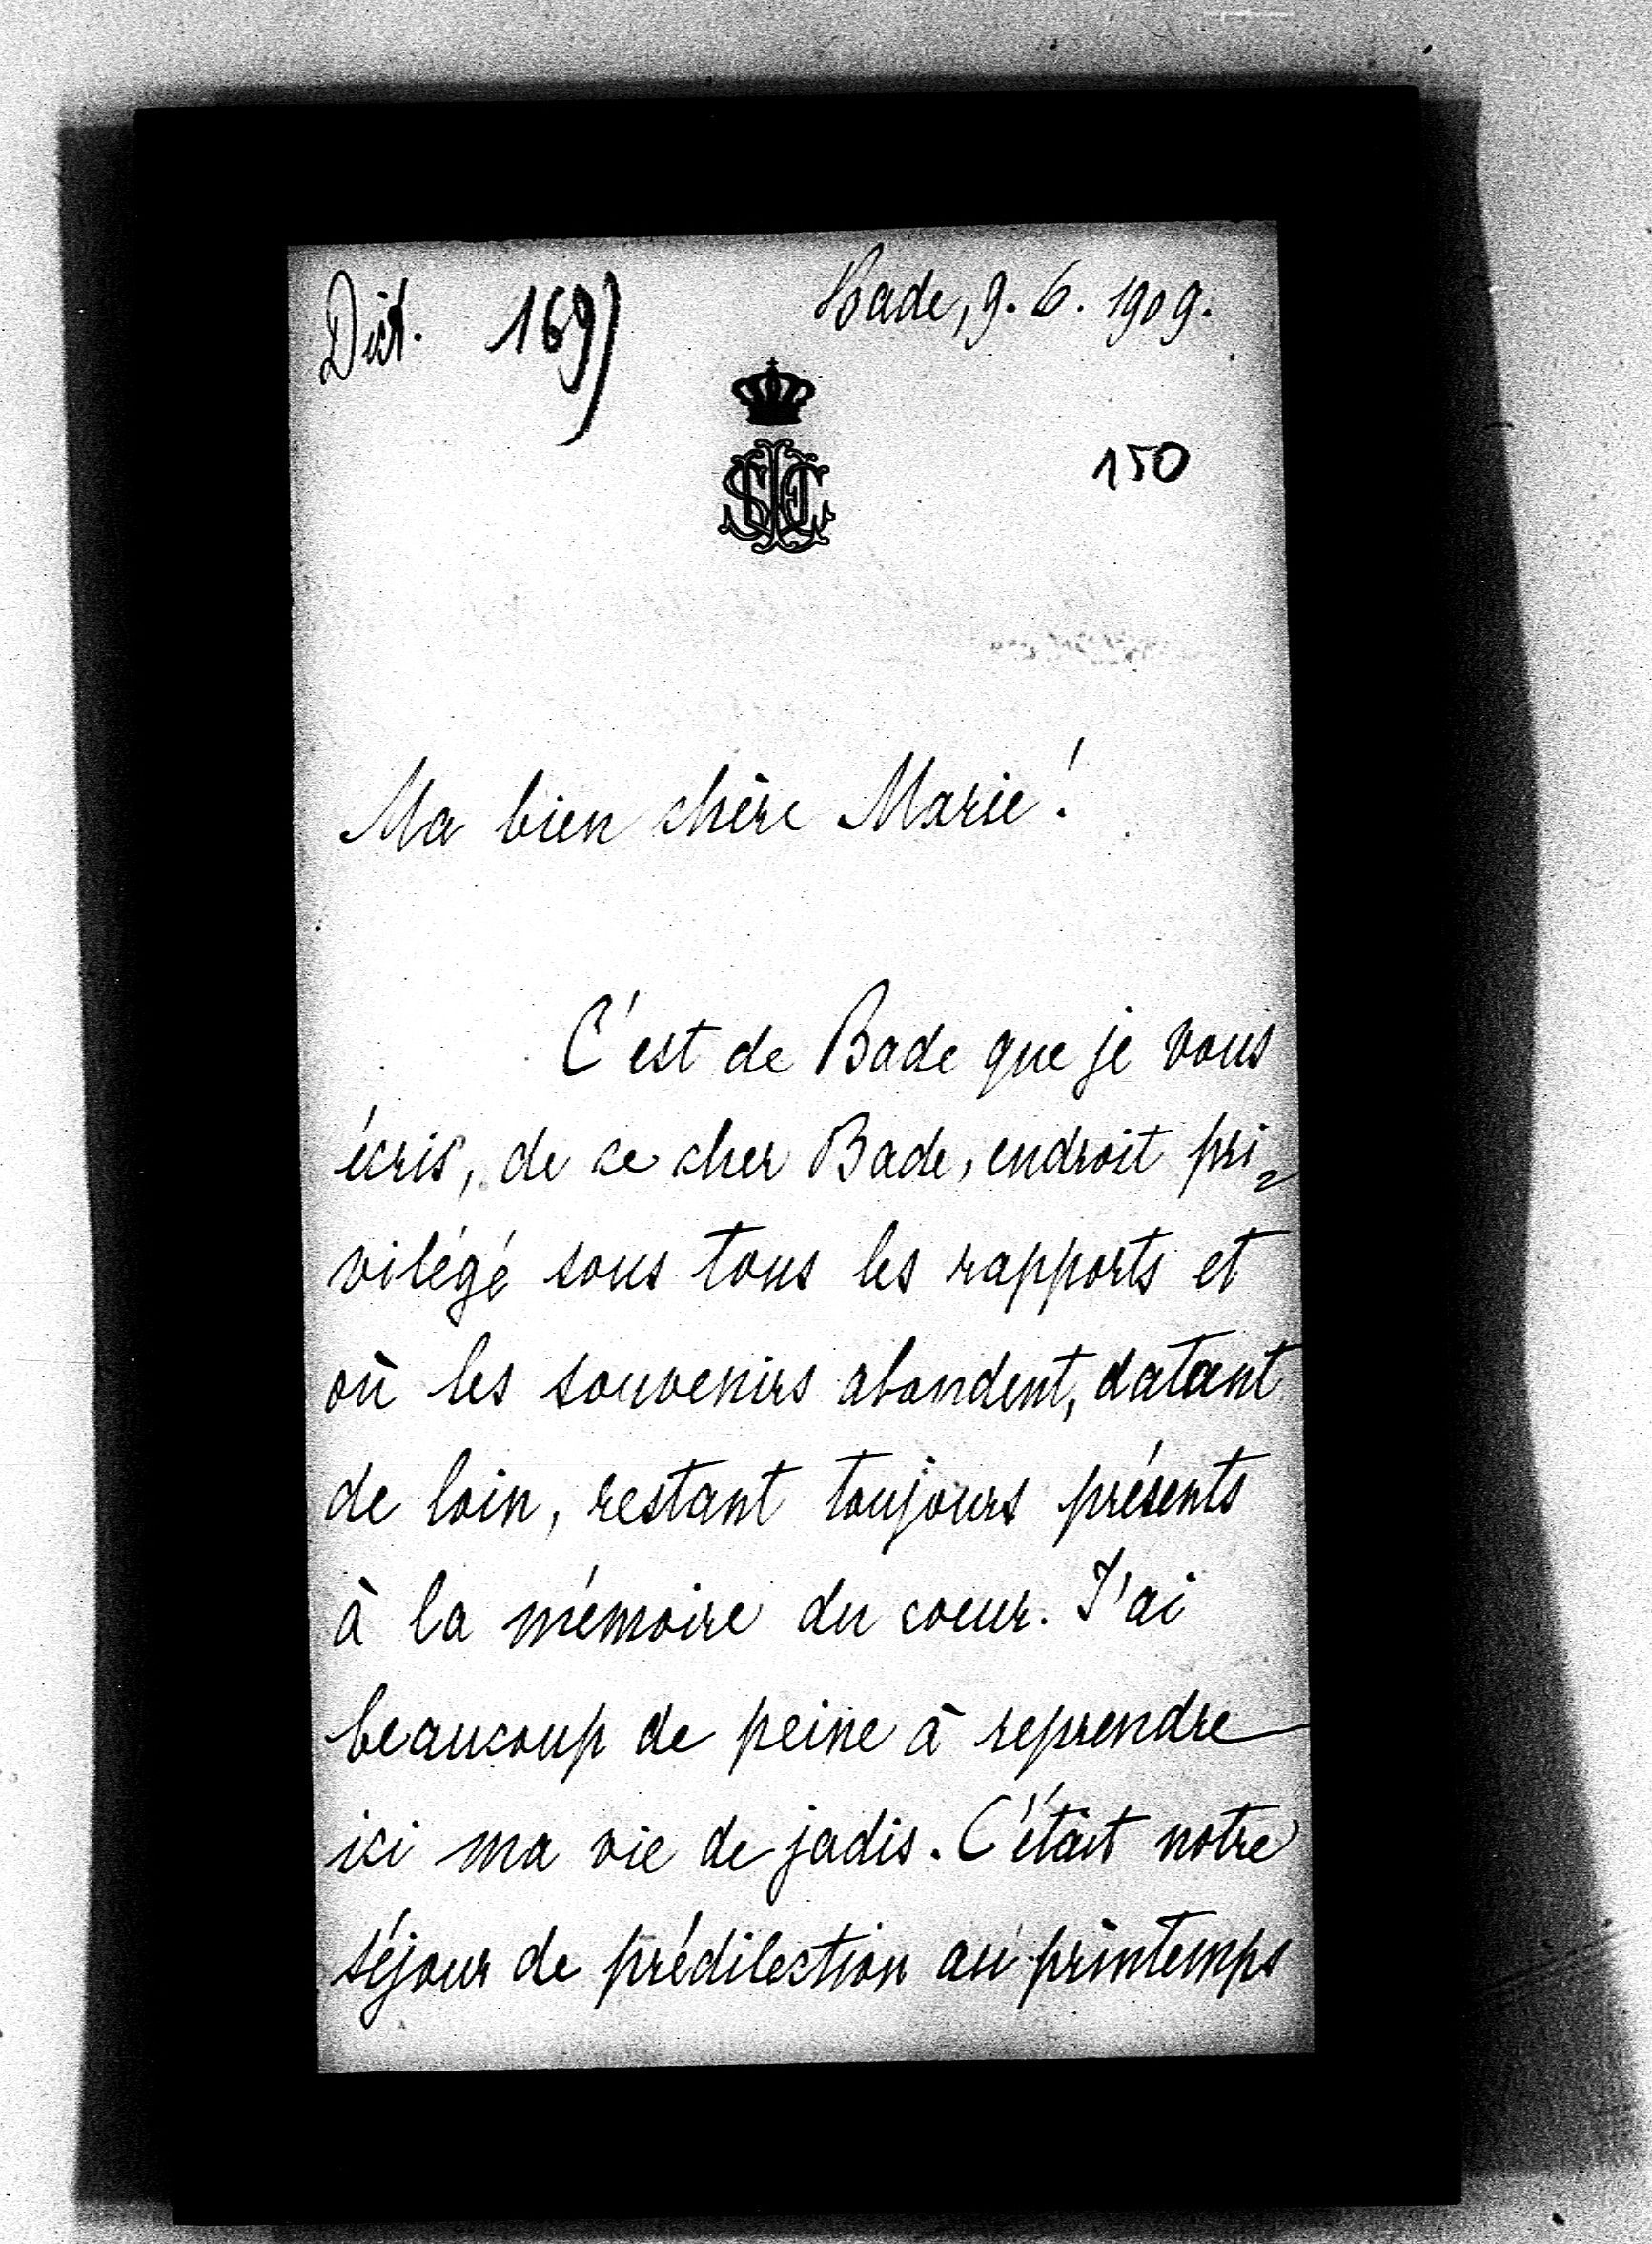 Dict. 169) Bade, 9. 6. 1909.
150
Ma bien chère Marie!
C'est de Bade que je vous
écris, de ce cher Bade, endroit pri=
vilégé sous tous les rapports et
où les souvenirs abondent, datant
de loin, restant toujours présents
à la mémoire du coeur. J'ai
beaucoup de peine à reprendre
ici ma vie de jadis. C'était notre
séjour de prédilection au printemps